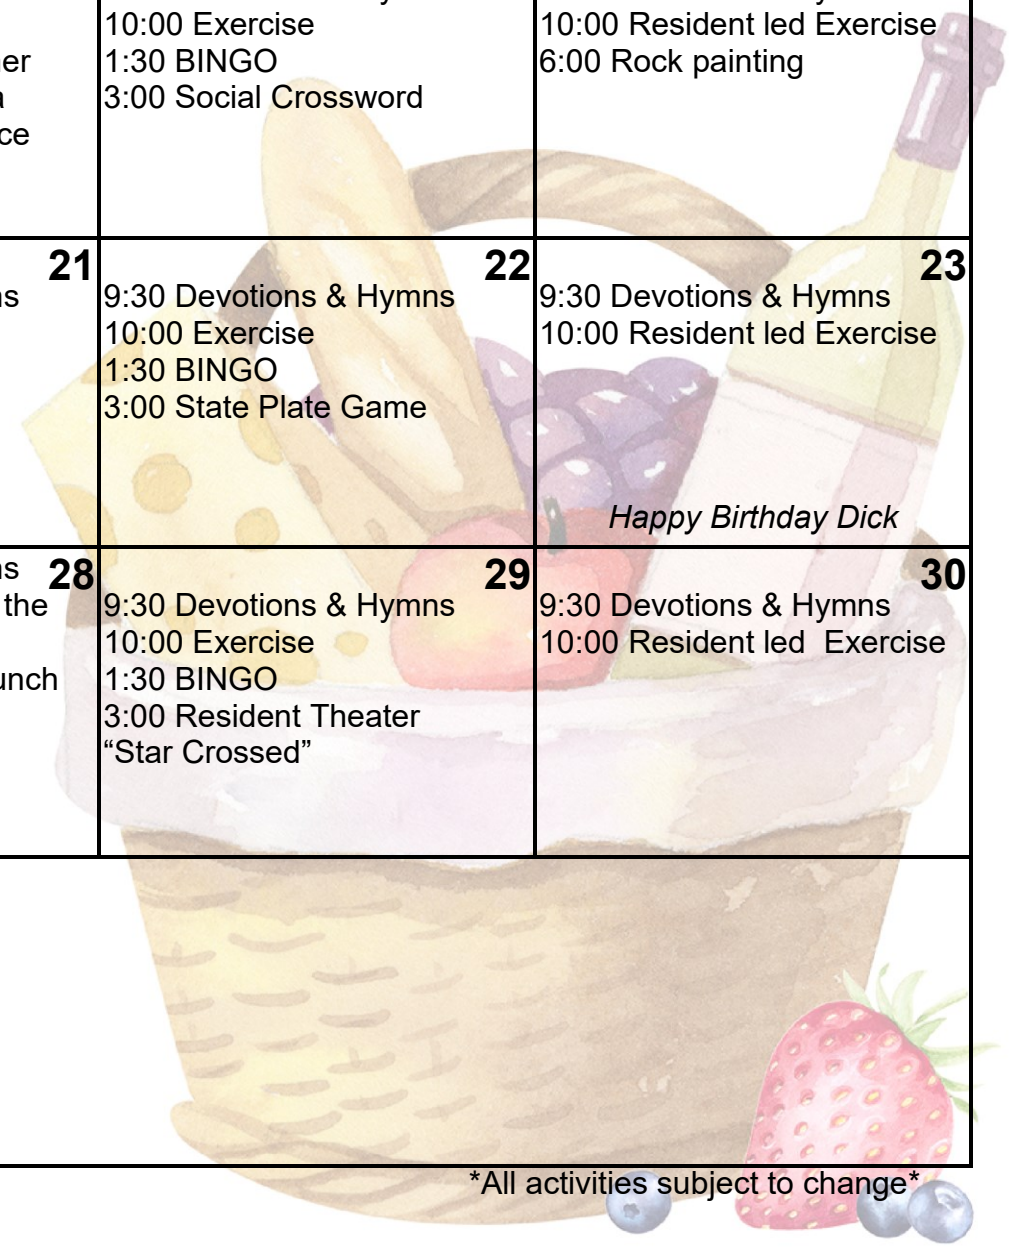 10:00 Exercise
1:30 BINGO
3:00 Social Crossword
10:00 Resident led Exercise
6:00 Rock painting
ce
21
22
9:30 Devotions & Hymns
10:00 Exercise
1:30 BINGO
3:00 State Plate Game
23
9:30 Devotions & Hymns
10:00 Resident led Exercise
Happy Birthday Dick
28
the
unch
29
9:30 Devotions & Hymns
10:00 Exercise
1:30 BINGO
3:00 Resident Theater
“Star Crossed”
30
9:30 Devotions & Hymns
10:00 Resident led  Exercise
*All activities subject to change*